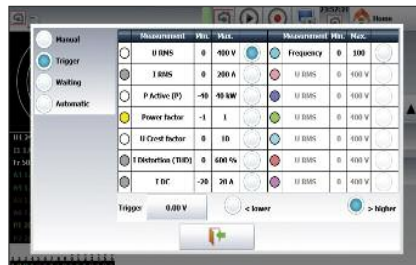 23:52:31
Home
Manual
Trigger
Waiting
Automatic
Measurement Min. Max. Measurement Min. Max.
U RMS 0 400 V Frequency 0 100
I RMS 0 200 A U RMS 0 400 V
P Active (P) -40 40 kW U RMS 0 400 V
Power factor -1 1 U RMS 0 400 V
U Crest factor 0 10 U RMS 0 400 V
I Distortion (THD) 0 600 % U RMS 0 400 V
I DC -20 20 A U RMS 0 400 V
Trigger 0.00 V < lower > higher